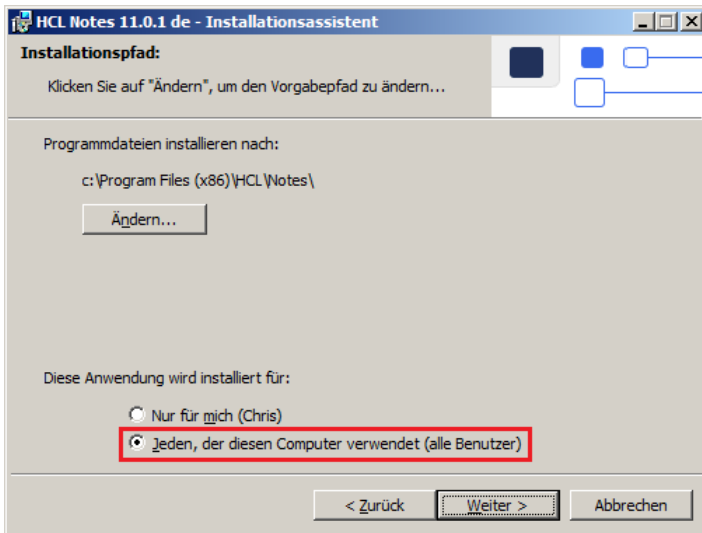 HCL Notes 11.0.1 de - Installationsassistent
Installationspfad:
Klicken Sie auf "Ändern", um den Vorgabepfad zu ändern...
Programmdateien installieren nach:
c:\Program Files (x86)\HCL\Notes\
Ändern...
Diese Anwendung wird installiert für:
Nur für mich (Chris)
Jeden, der diesen Computer verwendet (alle Benutzer)
< Zurück Weiter > Abbrechen